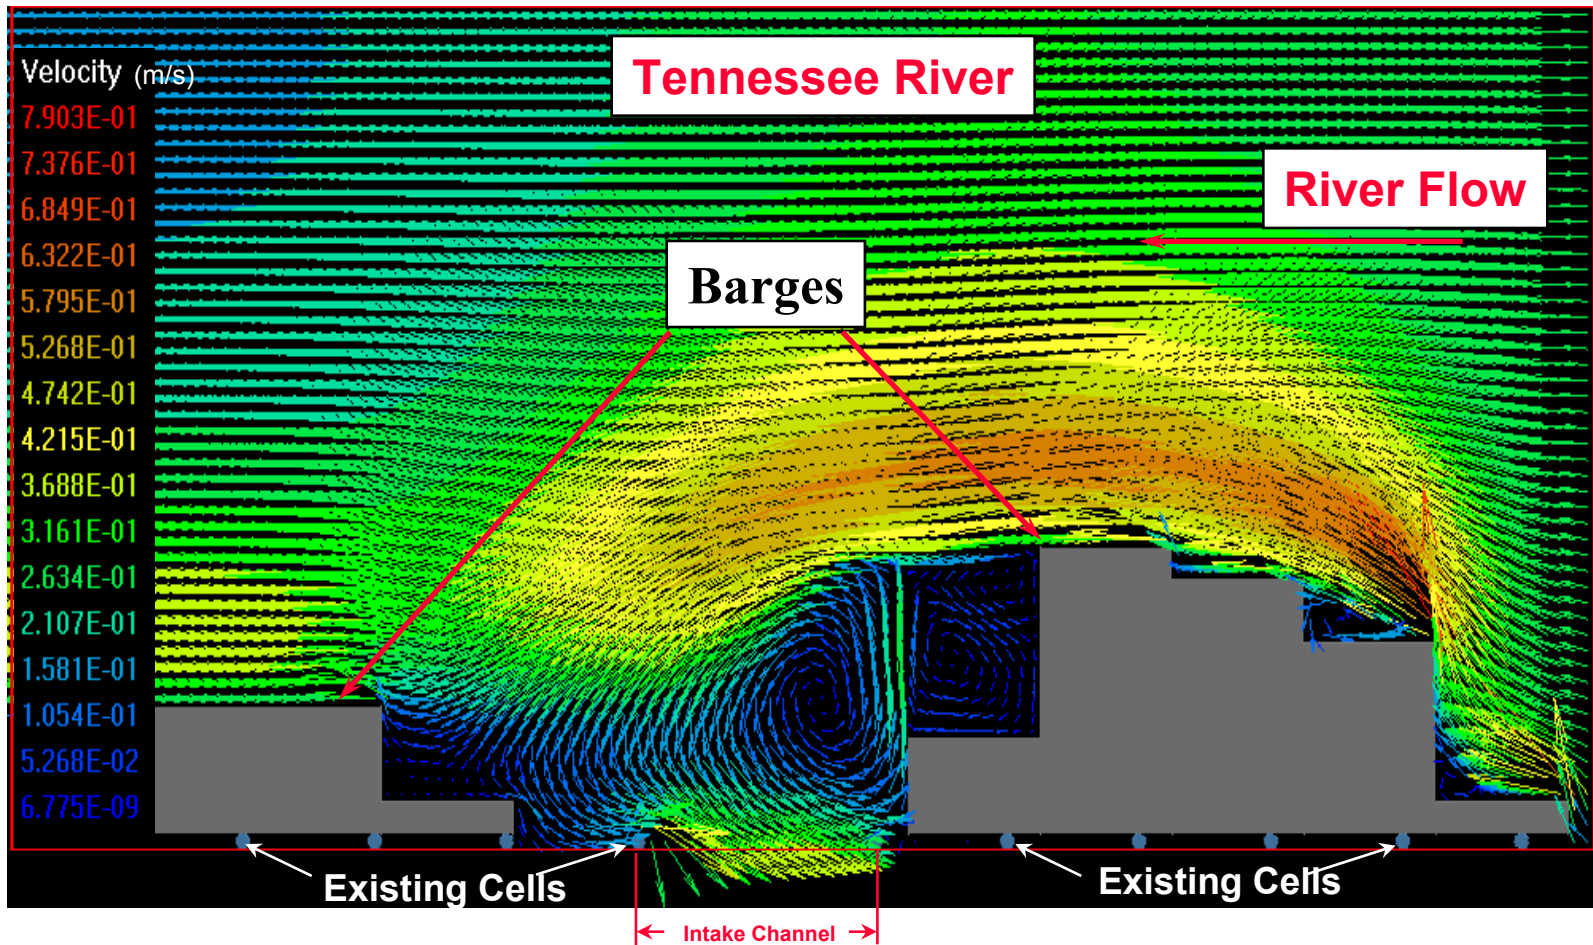 Tennessee River
Velocity (m/s)
7.903E-01
7.376E-01
6.849E-01
6.322E-01
5.795E-01
5.268E-01
4.742E-01
4.215E-01
3.688E-01
3.161E-01
2.634E-01
2.107E-01
1.581E-01
1.054E-01
5.268E-02
6.775E-09
River Flow
Barges
Existing Cells
Existing Cells
Intake Channel